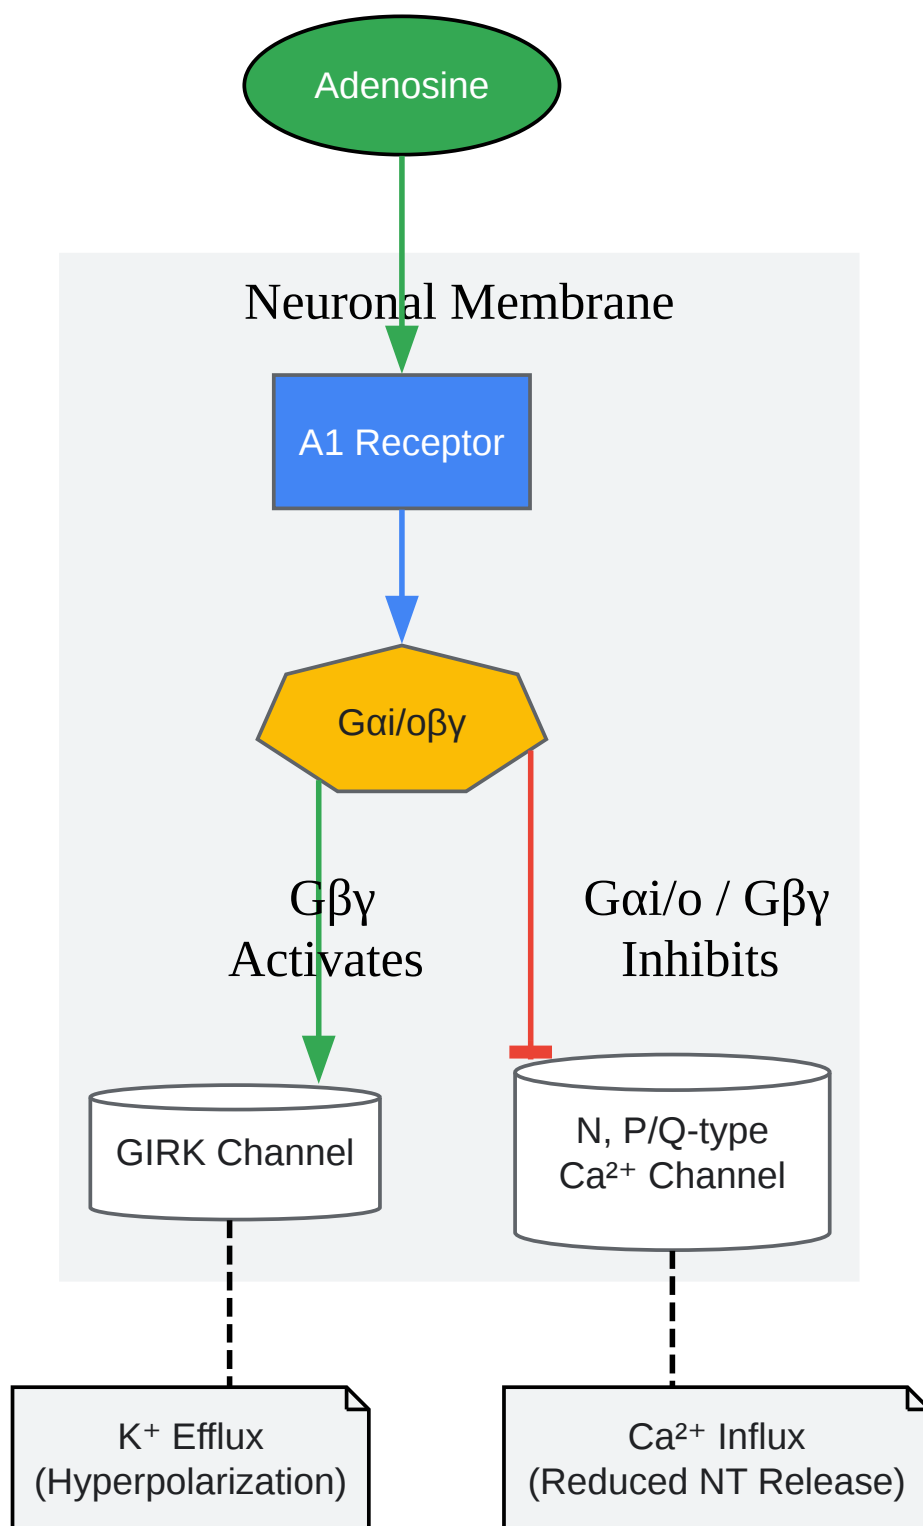 Adenosine
Neuronal Membrane
A1 Receptor
Gαi/oβγ
Gβγ
Activates
Gαi/o / Gβγ
Inhibits
GIRK Channel
N, P/Q-type
Ca²⁺ Channel
K⁺ Efflux
(Hyperpolarization)
Ca²⁺ Influx
(Reduced NT Release)